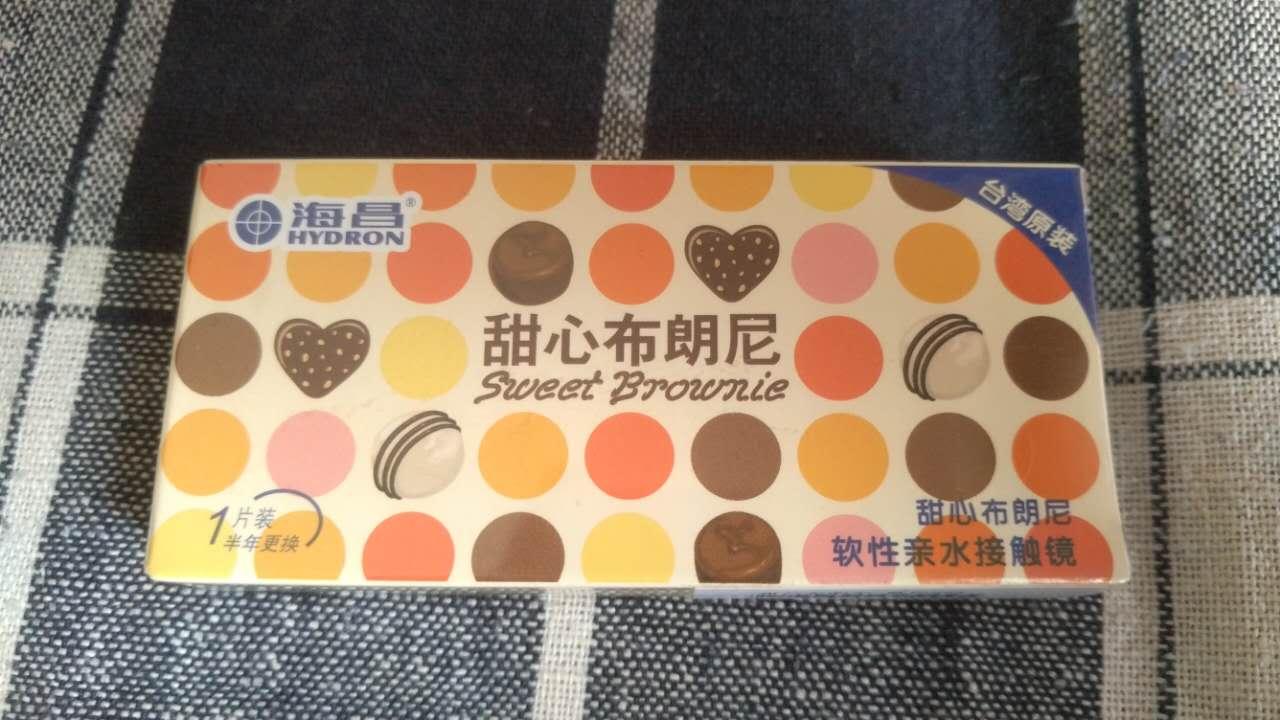 海昌®
HYDRON
台湾原装
甜心布朗尼
Sweet Brownie
1片装
半年更换
甜心布朗尼
软性亲水接触镜